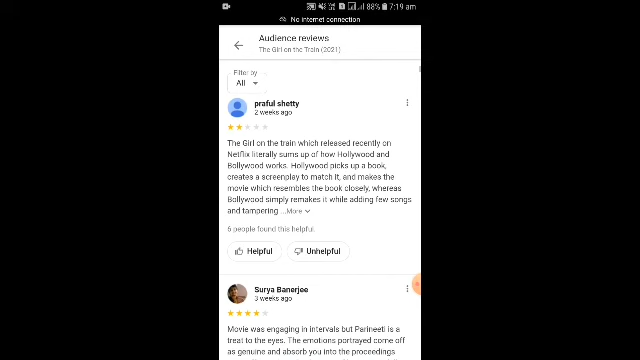 88% 7:19 am
No internet connection
Audience reviews
The Girl on the Train (2021)
Filter by
All
praful shetty
2 weeks ago
The Girl on the train which released recently on
Netflix literally sums up of how Hollywood and
Bollywood works. Hollywood picks up a book,
creates a screenplay to match it, and makes the
movie which resembles the book closely, whereas
Bollywood simply remakes it while adding few songs
and tampering ...More
6 people found this helpful.
Helpful Unhelpful
Surya Banerjee
3 weeks ago
Movie was engaging in intervals but Parineeti is a
treat to the eyes. The emotions portrayed come off
as genuine and absorb you into the proceedings